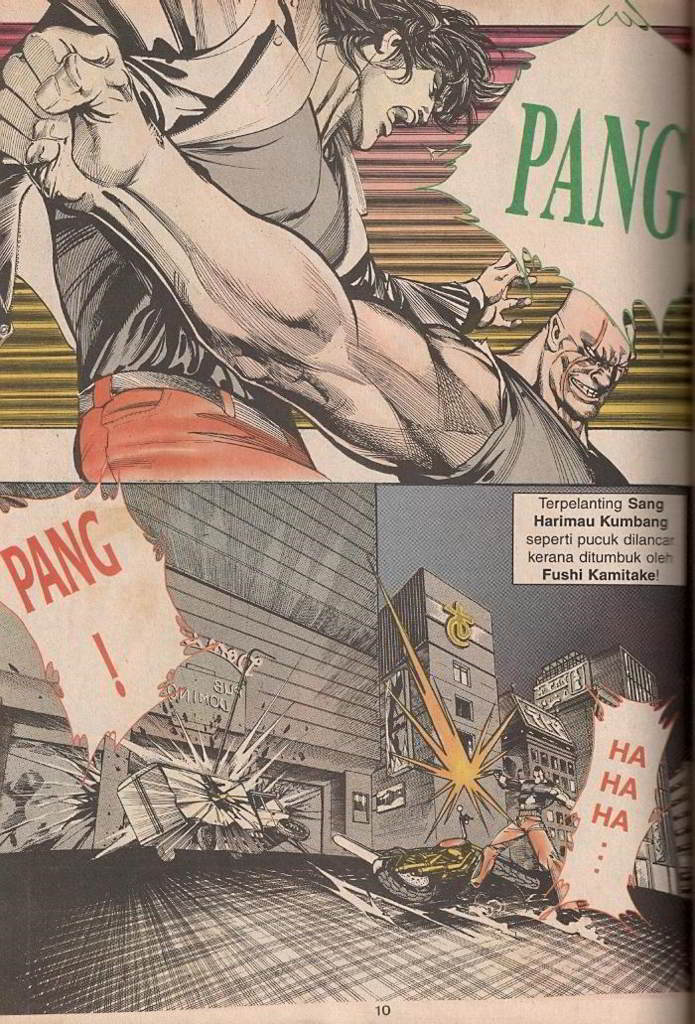 PANG!
Terpelanting Sang
Harimau Kumbang
seperti pucuk dilancar
kerana ditumbuk oleh
Fushi Kamitake!
PANG
!
HA
HA
HA
...
10